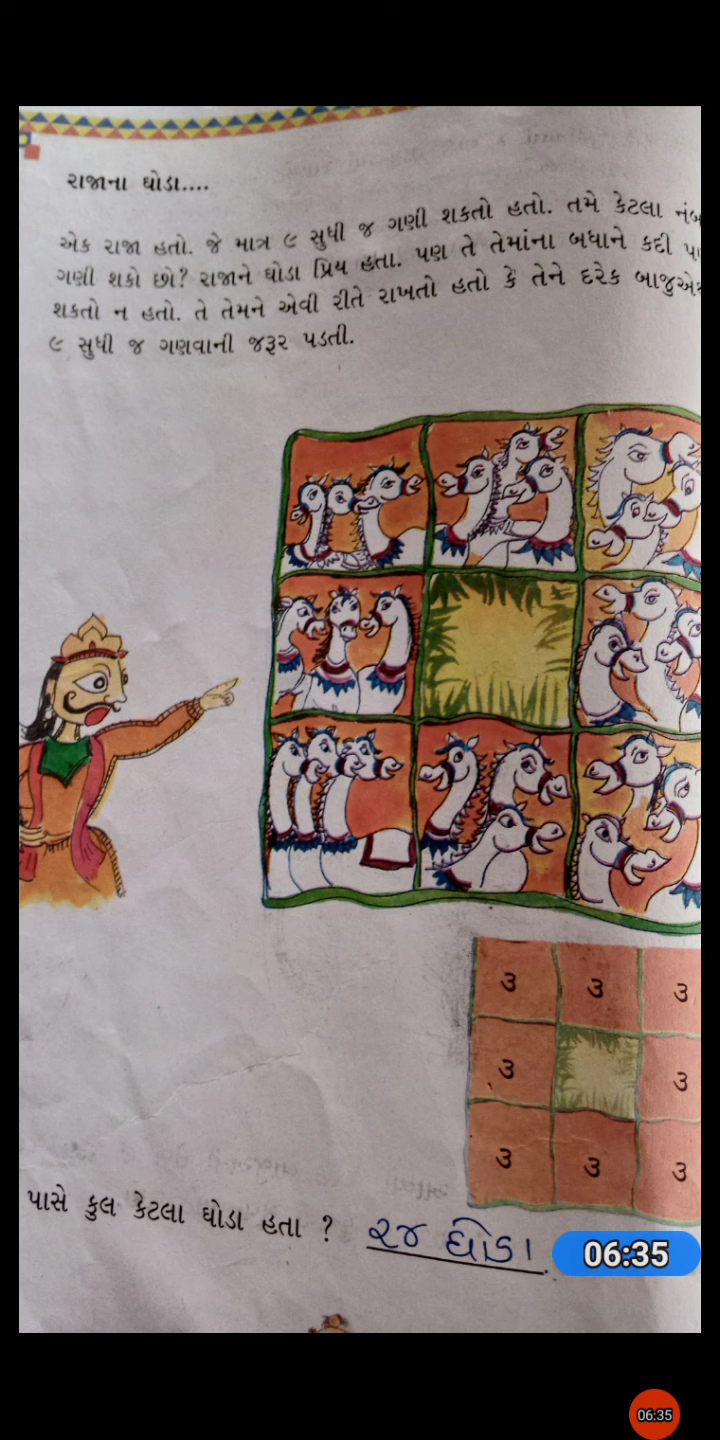 રાજાના ઘોડા....
એક રાજા હતો. જે માત્ર ૯ સુધી જ ગણી શકતો હતો. તમે કેટલા
ગણી શકો છો? રાજાને ઘોડા પ્રિય હતા. પણ તે તેમાંના બધાને કદી
શકતો ન હતો. તે તેમને એવી રીતે રાખતો હતો કે તેને દરેક
૯ સુધી જ ગણવાની જરૂર પડતી.
૩ ૩ ૩
૩ ૩
૩ ૩ ૩
પાસે કુલ કેટલા ઘોડા હતા ? ૨૪ ઘોડા
06:35
06:35